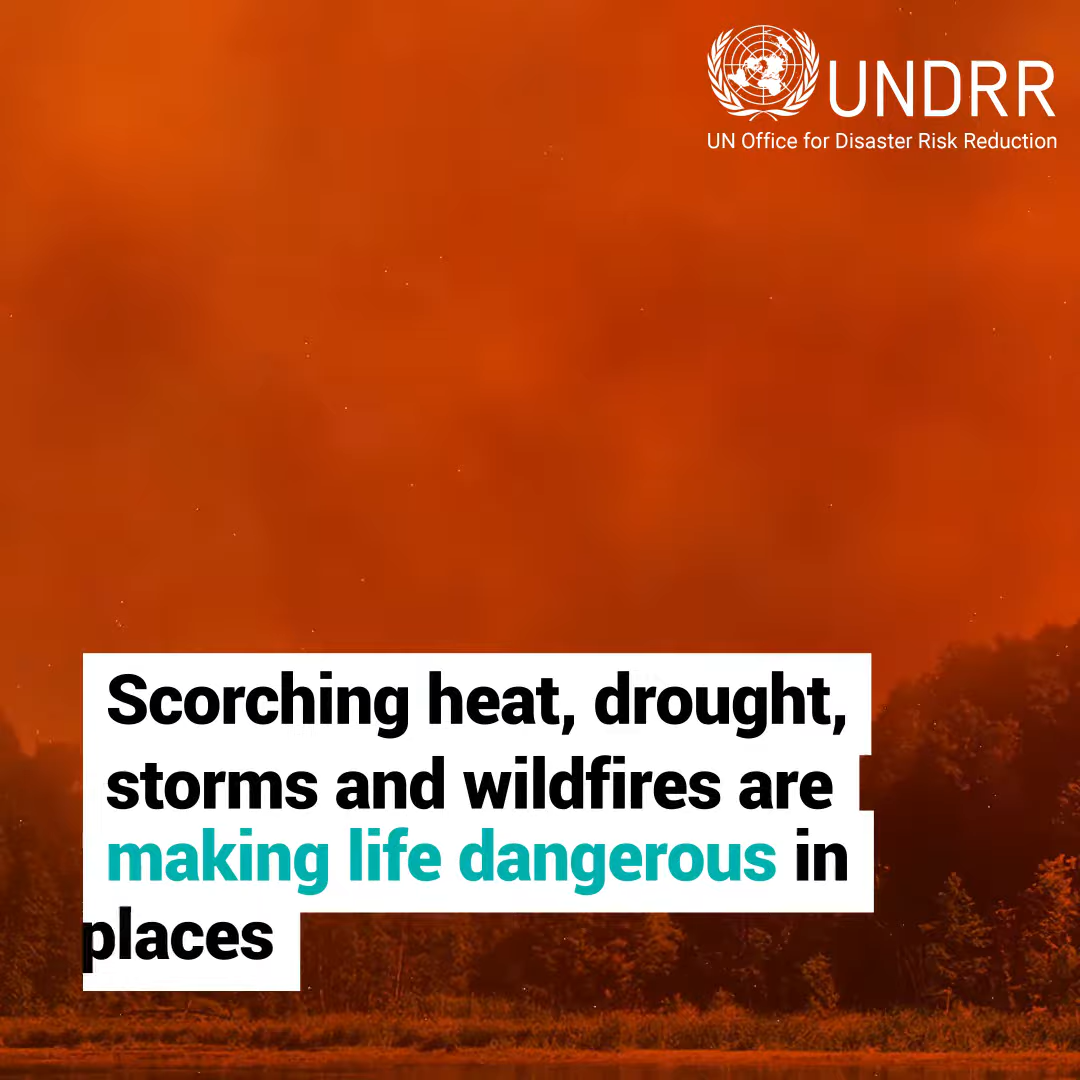 UNDRR
UN Office for Disaster Risk Reduction
Scorching heat, drought,
storms and wildfires are
making life dangerous in
places